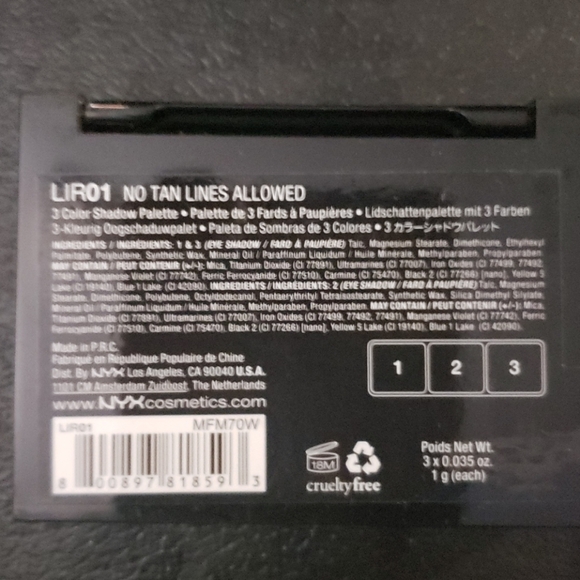 LIR01 NO TAN LINES ALLOWED
3 Color Shadow Palette • Palette de 3 Fards à Paupières • Lidschattenpalette mit 3 Farben
3-Kleurig Oogschaduwpalet • Paleta de Sombras de 3 Colores • 3 カラーシャドウパレット
INGREDIENTS / INGRÉDIENTS: 1 & 3 (EYE SHADOW / FARD À PAUPIÈRE) Talc, Magnesium Stearate, Dimethicone, Ethylhexyl
Palmitate, Polybutene, Synthetic Wax, Mineral Oil / Paraffinum Liquidum / Huile Minérale, Methylparaben, Propylparaben
MAY CONTAIN / PEUT CONTENIR (+/-): Mica, Titanium Dioxide (CI 77891), Ultramarines (CI 77007), Iron Oxides (CI 77499, 77492,
77491), Manganese Violet (CI 77742), Ferric Ferrocyanide (CI 77510), Carmine (CI 75470), Black 2 (CI 77266) [nano], Yellow 5
Lake (CI 19140), Blue 1 Lake (CI 42090). INGREDIENTS / INGRÉDIENTS: 2 (EYE SHADOW / FARD À PAUPIÈRE) Talc, Magnesium
Stearate, Dimethicone, Polybutene, Octyldodecanol, Pentaerythrityl Tetraisostearate, Synthetic Wax, Silica Dimethyl Silylate,
Mineral Oil / Paraffinum Liquidum / Huile Minérale, Methylparaben, Propylparaben MAY CONTAIN / PEUT CONTENIR (+/-): Mica,
Titanium Dioxide (CI 77891), Ultramarines (CI 77007), Iron Oxides (CI 77499, 77492, 77491), Manganese Violet (CI 77742), Ferric
Ferrocyanide (CI 77510), Carmine (CI 75470), Black 2 (CI 77266) [nano], Yellow 5 Lake (CI 19140), Blue 1 Lake (CI 42090).
Made in P.R.C.
Fabriqué en République Populaire de Chine
Dist. By NYX Los Angeles, CA 90040 U.S.A.
1101 CM Amsterdam Zuidoost, The Netherlands
www.NYXcosmetics.com
1 2 3
LIR01 MFM70W
8 00897 81859 3
18M
crueltyfree
Poids Net Wt.
3 x 0.035 oz.
1 g (each)